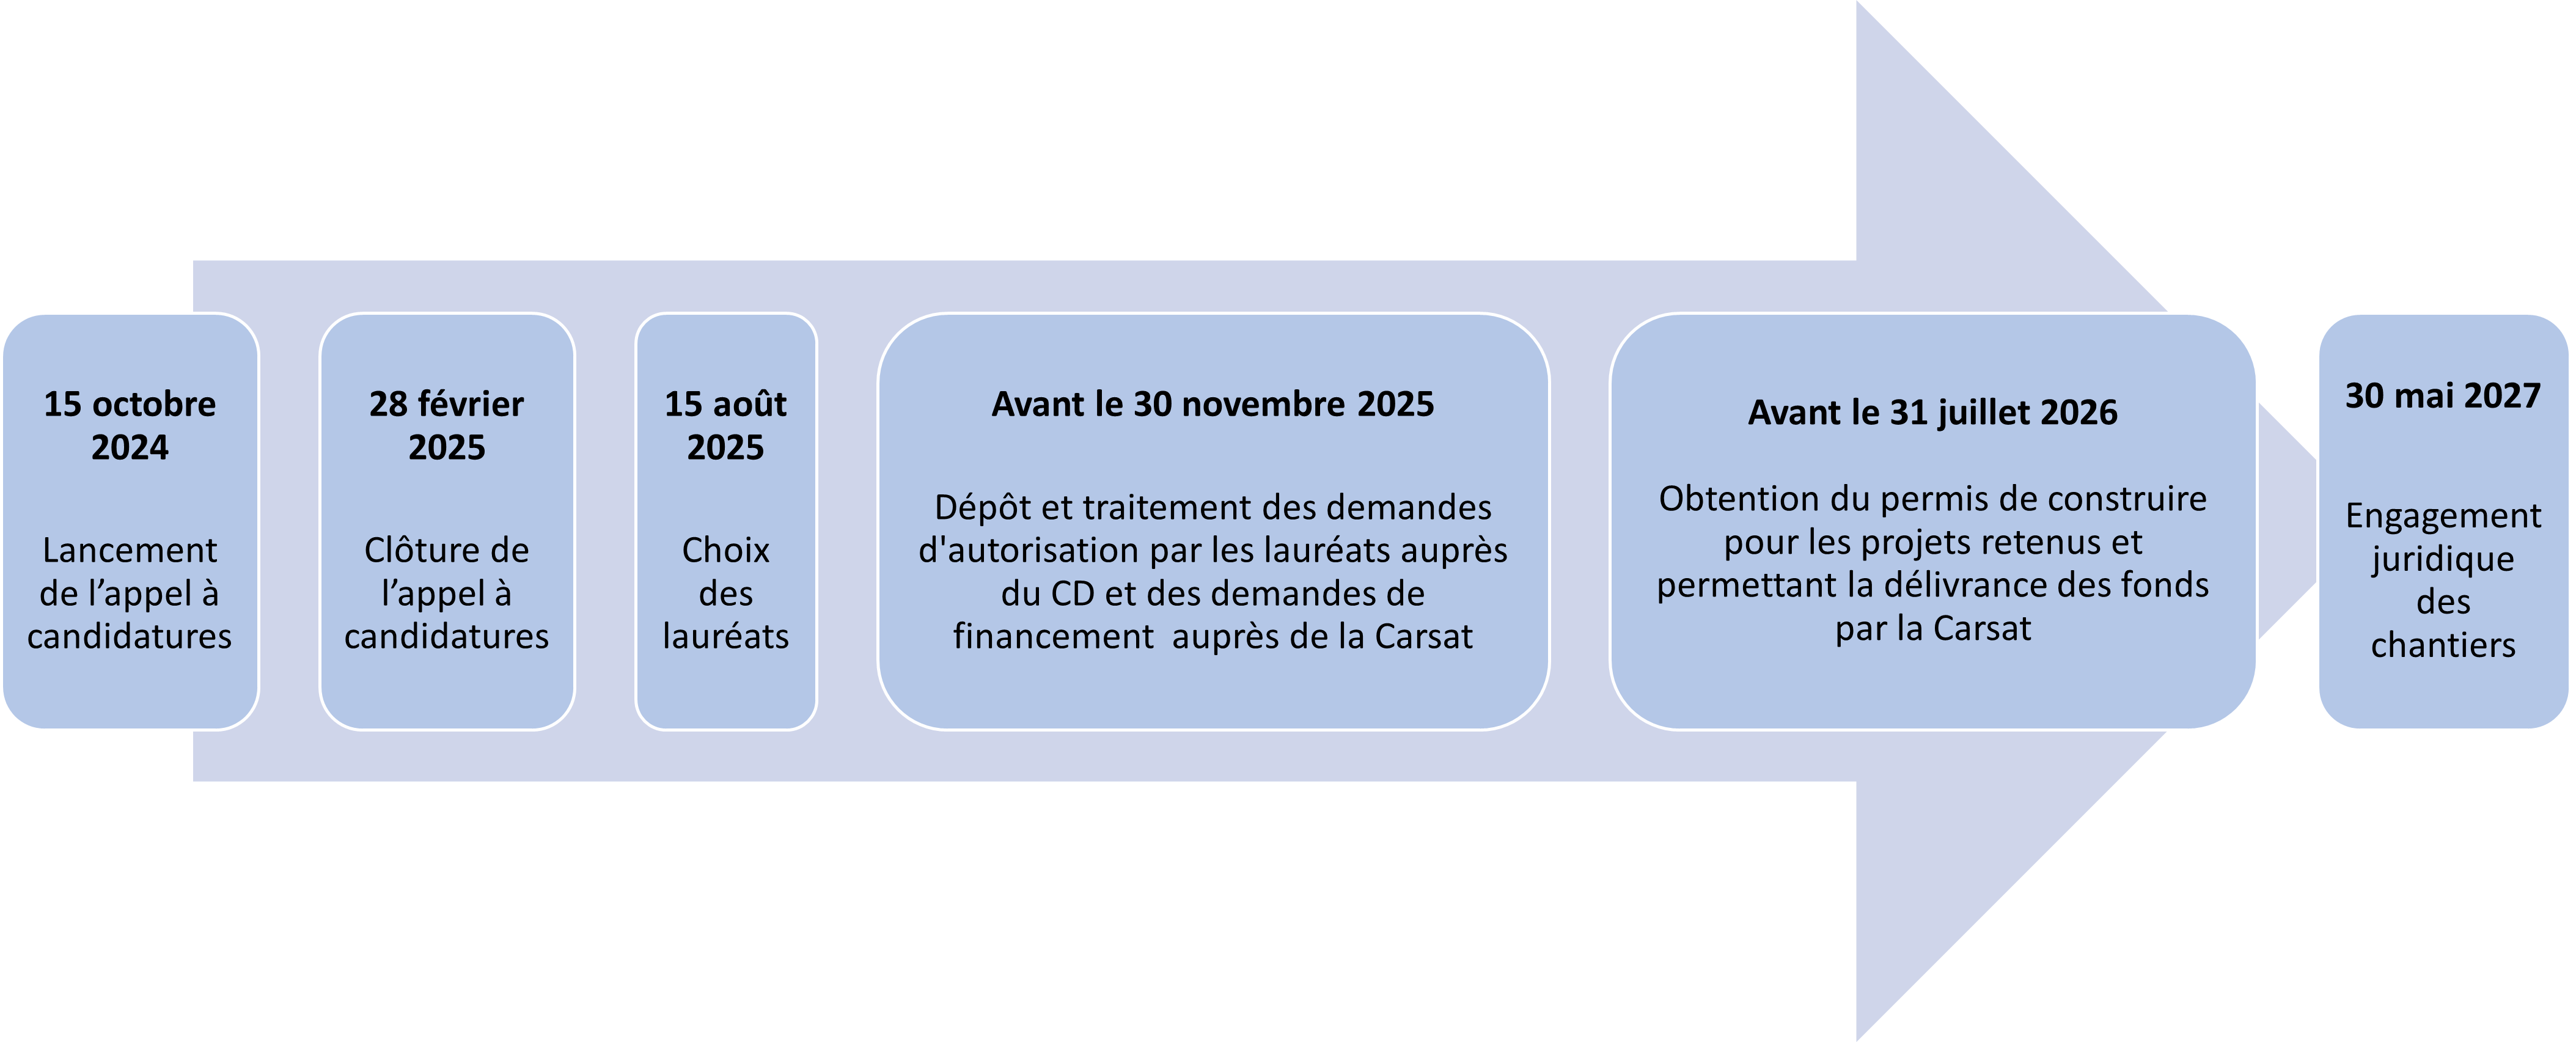 15 octobre
2024
Lancement
de l’appel à
candidatures
28 février
2025
Clôture de
l’appel à
candidatures
15 août
2025
Choix
des
lauréats
Avant le 30 novembre 2025
Dépôt et traitement des demandes
d'autorisation par les lauréats auprès
du CD et des demandes de
financement  auprès de la Carsat
Avant le 31 juillet 2026
Obtention du permis de construire
pour les projets retenus et
permettant la délivrance des fonds
par la Carsat
30 mai 2027
Engagement
juridique
des
chantiers